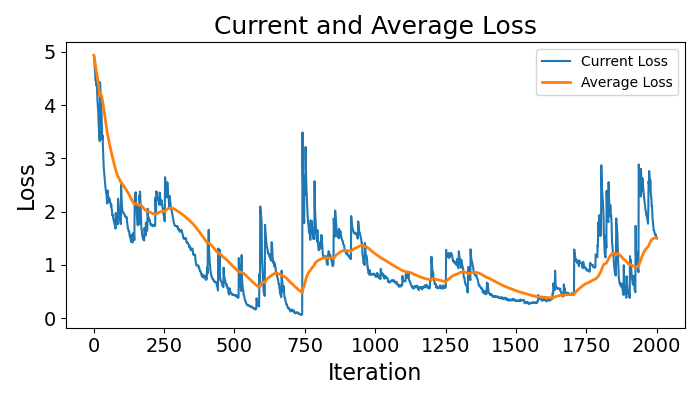 Current and Average Loss
Current Loss
Average Loss
Loss
5
4
3
2
1
0
0 250 500 750 1000 1250 1500 1750 2000
Iteration